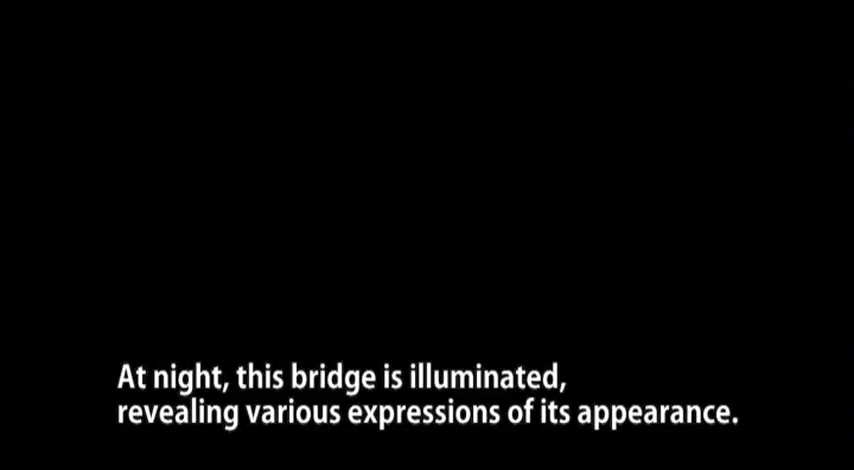 At night, this bridge is illuminated,
revealing various expressions of its appearance.